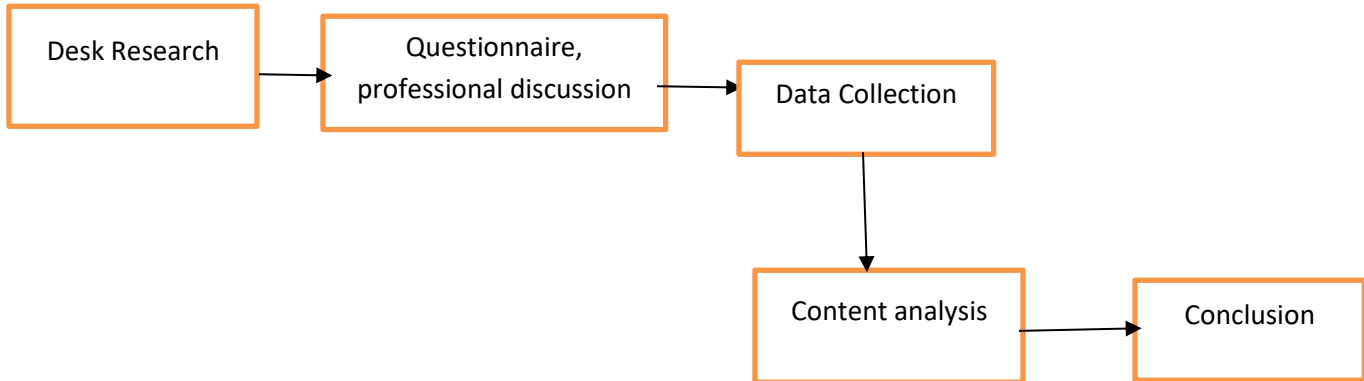 Desk Research
Questionnaire,
professional discussion
Data Collection
Content analysis
Conclusion